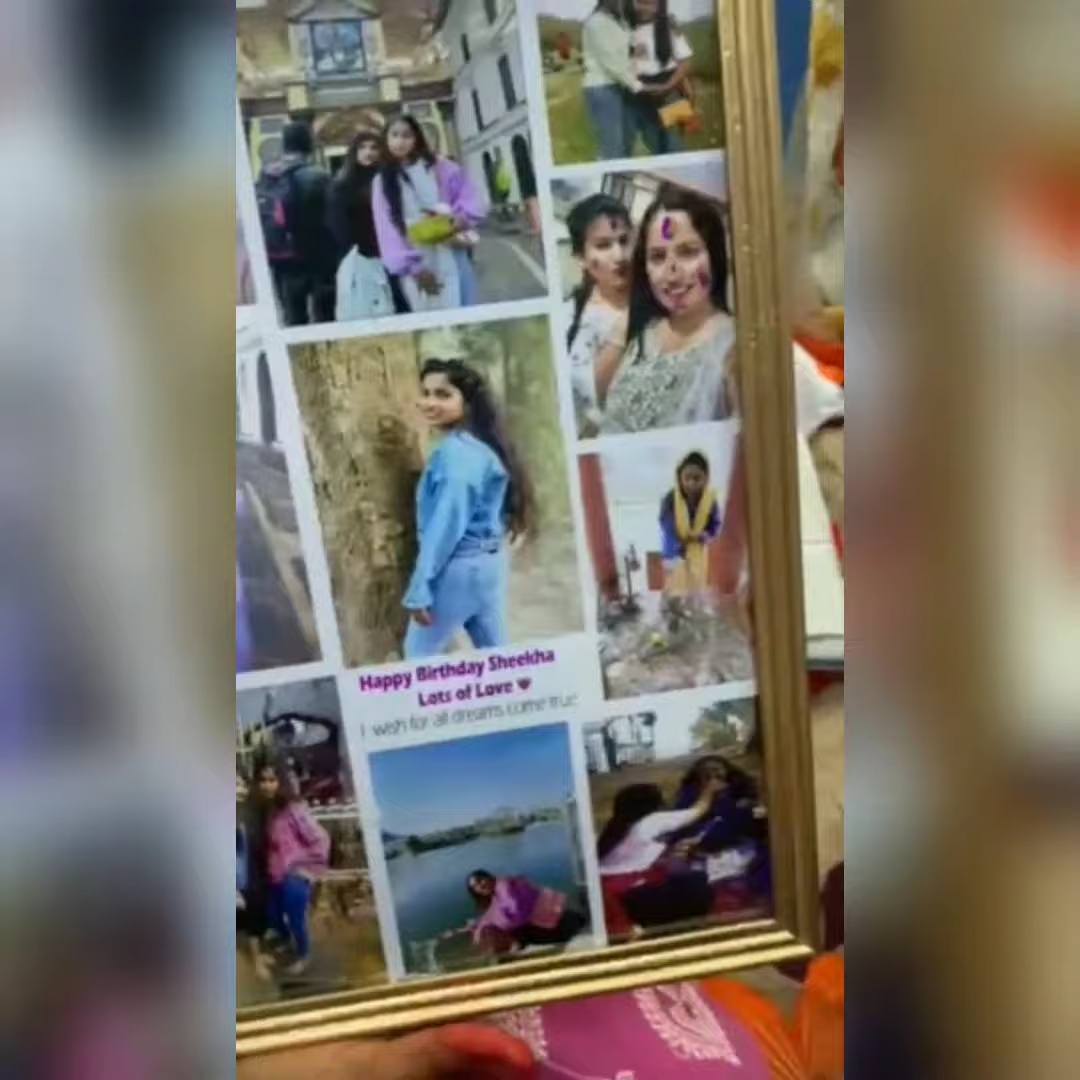 Happy Birthday Sheekha
Lots of Love 💗
I wish for all dreams come true